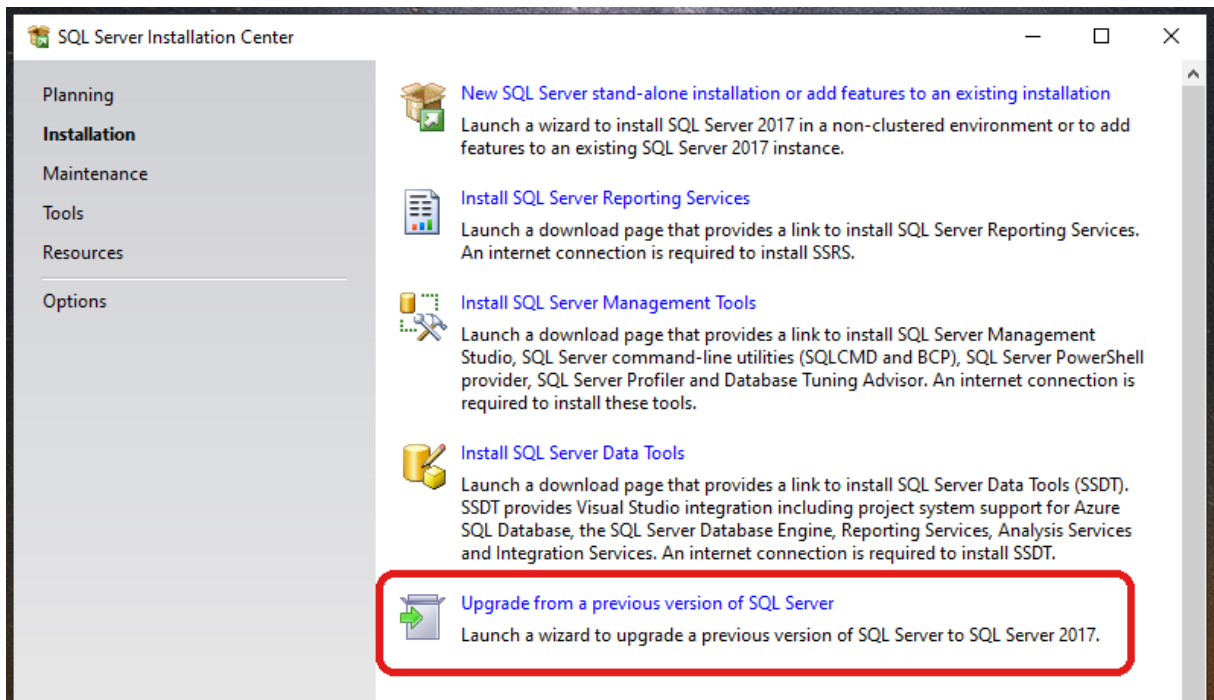 SQL Server Installation Center
Planning
Installation
Maintenance
Tools
Resources
Options
New SQL Server stand-alone installation or add features to an existing installation
Launch a wizard to install SQL Server 2017 in a non-clustered environment or to add
features to an existing SQL Server 2017 instance.
Install SQL Server Reporting Services
Launch a download page that provides a link to install SQL Server Reporting Services.
An internet connection is required to install SSRS.
Install SQL Server Management Tools
Launch a download page that provides a link to install SQL Server Management
Studio, SQL Server command-line utilities (SQLCMD and BCP), SQL Server PowerShell
provider, SQL Server Profiler and Database Tuning Advisor. An internet connection is
required to install these tools.
Install SQL Server Data Tools
Launch a download page that provides a link to install SQL Server Data Tools (SSDT).
SSDT provides Visual Studio integration including project system support for Azure
SQL Database, the SQL Server Database Engine, Reporting Services, Analysis Services
and Integration Services. An internet connection is required to install SSDT.
Upgrade from a previous version of SQL Server
Launch a wizard to upgrade a previous version of SQL Server to SQL Server 2017.